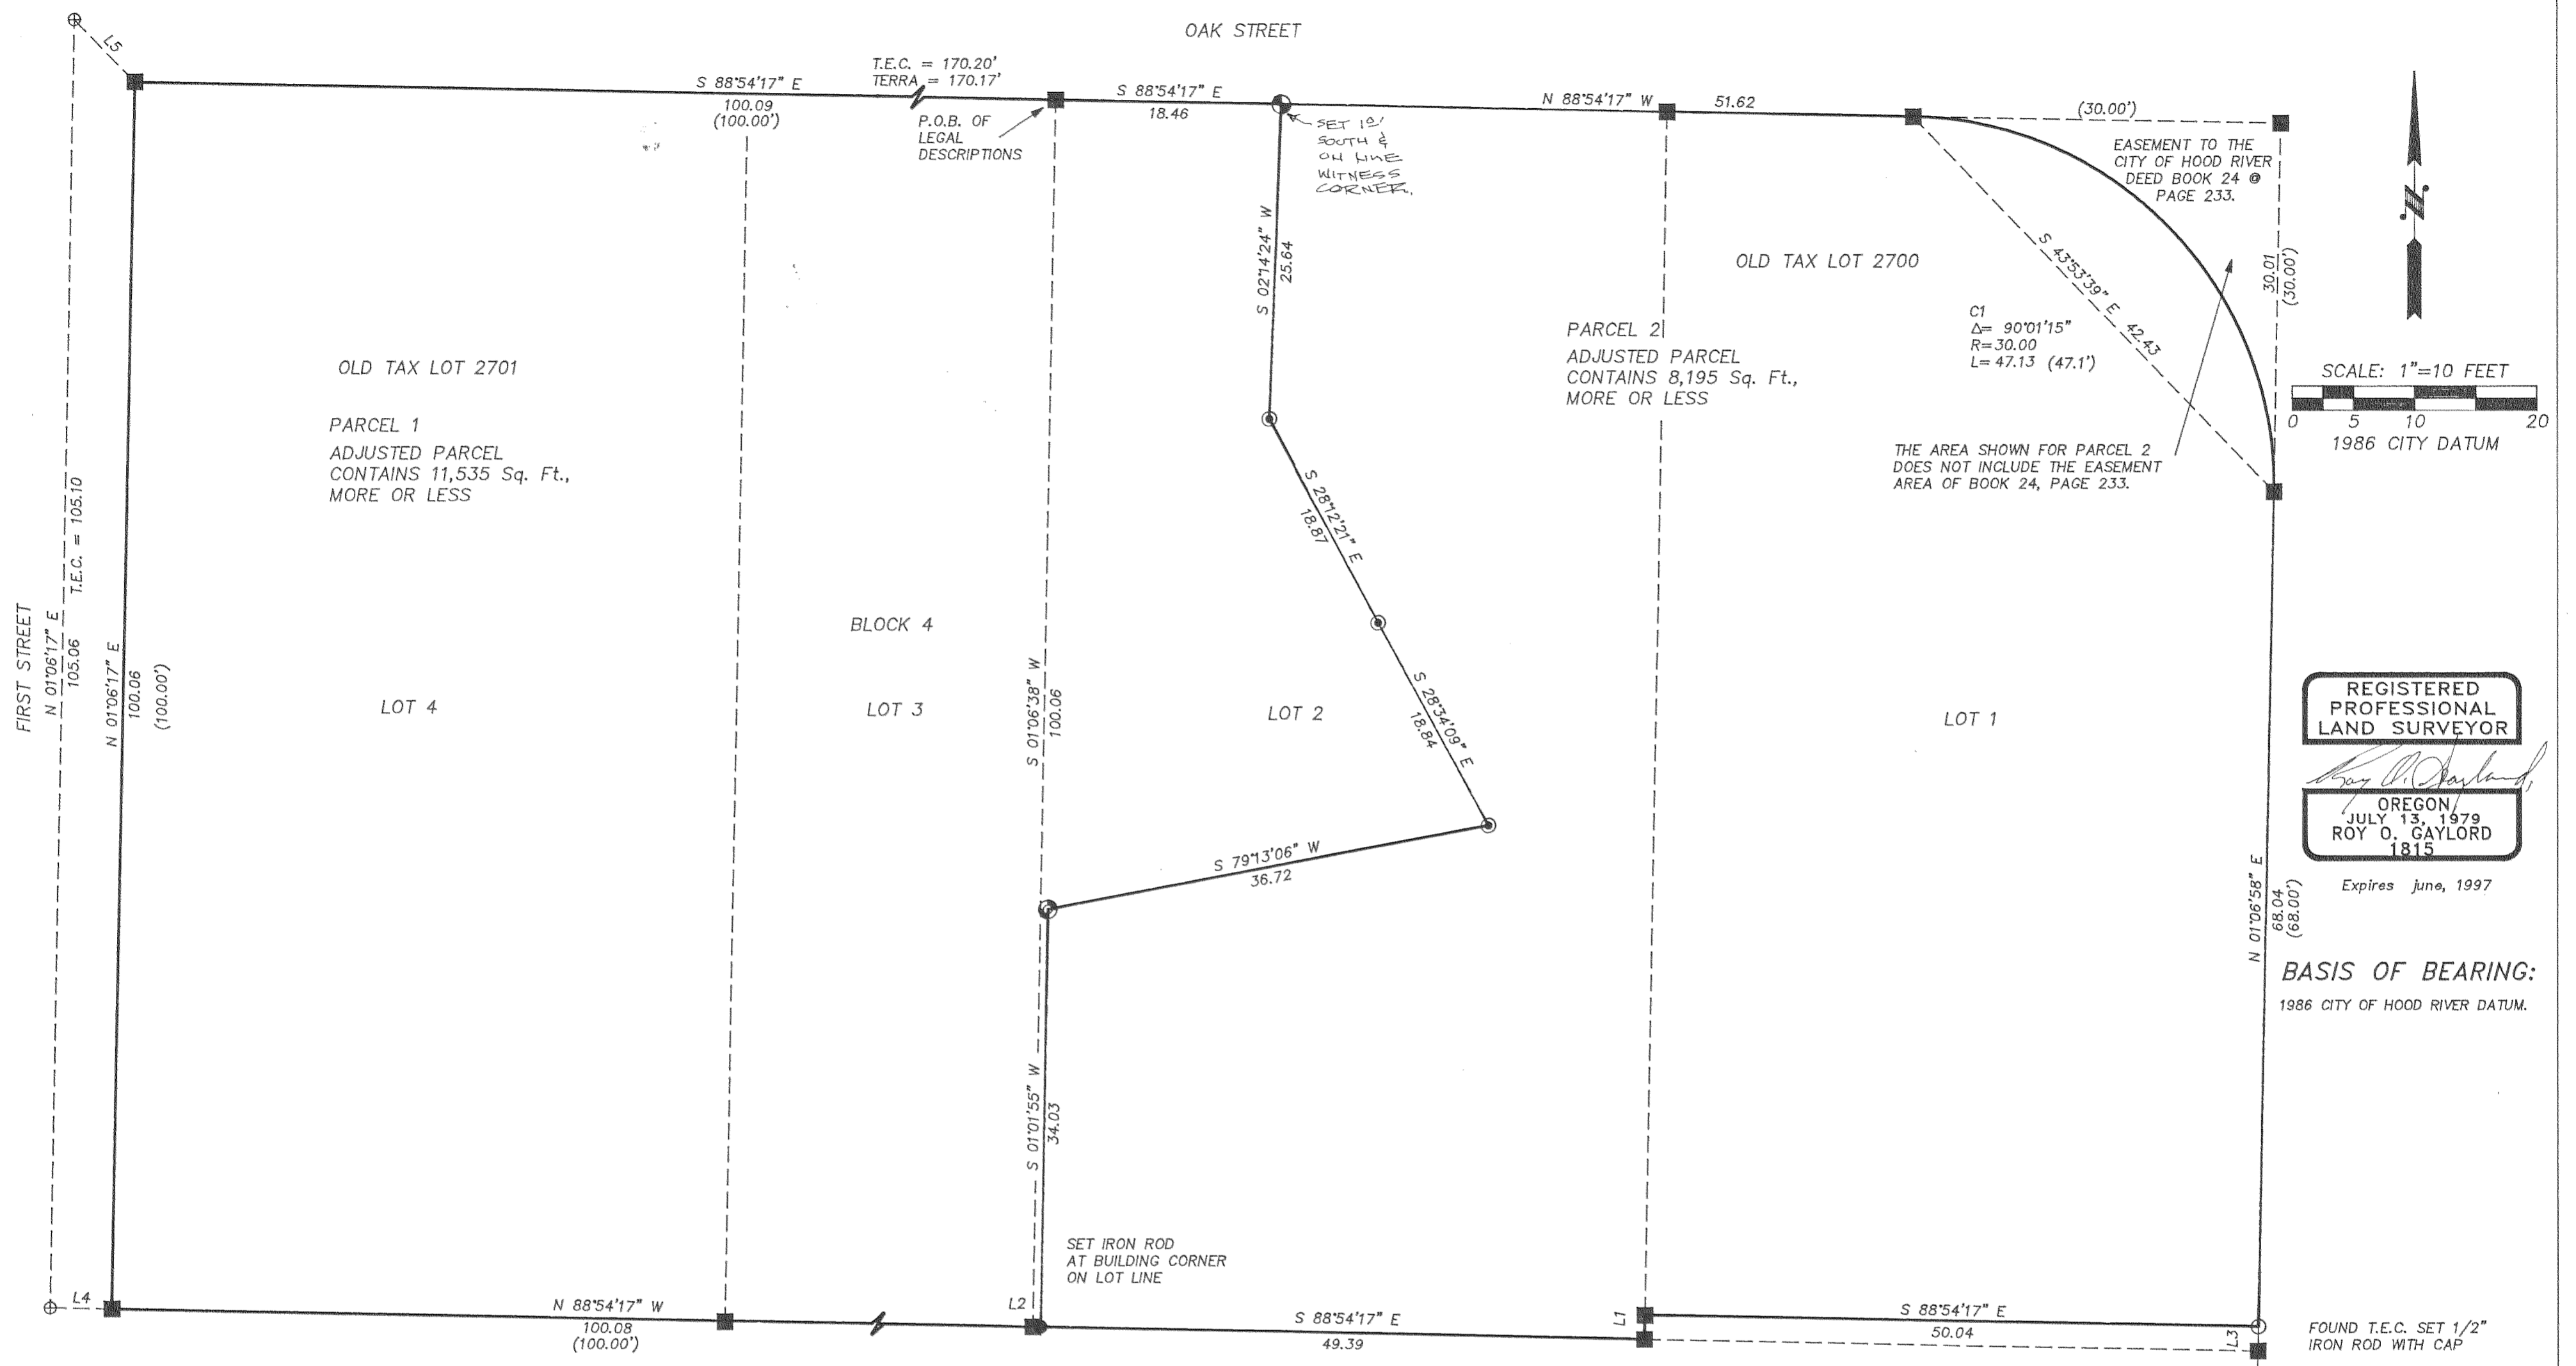 OAK STREET
L5
S 88°54'17" E
100.09
(100.00')
T.E.C. = 170.20'
TERRA = 170.17'
P.O.B. OF
LEGAL
DESCRIPTIONS
S 88°54'17" E
18.46
SET 1.0'
SOUTH &
ON LINE
WITNESS
CORNER.
N 88°54'17" W
51.62
(30.00')
EASEMENT TO THE
CITY OF HOOD RIVER
DEED BOOK 24 @
PAGE 233.
30.01
(30.00')
S 02°14'24" W
25.64
OLD TAX LOT 2700
S 43°53'39" E 42.43
C1
Δ= 90°01'15"
R=30.00
L= 47.13 (47.1')
PARCEL 2
ADJUSTED PARCEL
CONTAINS 8,195 Sq. Ft.,
MORE OR LESS
THE AREA SHOWN FOR PARCEL 2
DOES NOT INCLUDE THE EASEMENT
AREA OF BOOK 24, PAGE 233.
N
SCALE: 1"=10 FEET
0 5 10 20
1986 CITY DATUM
OLD TAX LOT 2701
PARCEL 1
ADJUSTED PARCEL
CONTAINS 11,535 Sq. Ft.,
MORE OR LESS
FIRST STREET
N 01°06'17" E T.E.C. = 105.10
105.06
N 01°06'17" E
100.06
(100.00')
S 28°12'21" E
18.87
BLOCK 4
LOT 4
LOT 3
S 01°06'38" W
100.06
LOT 2
S 28°34'09" E
18.84
LOT 1
S 79°13'06" W
36.72
REGISTERED
PROFESSIONAL
LAND SURVEYOR
Roy O. Gaylord
OREGON
JULY 13, 1979
ROY O. GAYLORD
1815
Expires june, 1997
N 01°06'58" E
68.04
(68.00')
BASIS OF BEARING:
1986 CITY OF HOOD RIVER DATUM.
S 01°01'55" W
34.03
SET IRON ROD
AT BUILDING CORNER
ON LOT LINE
L4
N 88°54'17" W
100.08
(100.00')
L2
S 88°54'17" E
49.39
L1
S 88°54'17" E
50.04
L3
FOUND T.E.C. SET 1/2"
IRON ROD WITH CAP